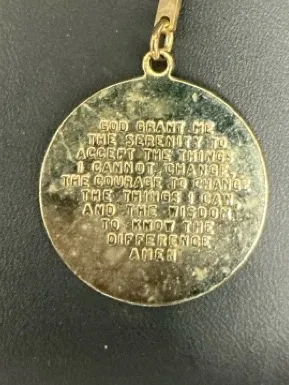 GOD GRANT ME
THE SERENITY TO
ACCEPT THE THINGS
I CANNOT CHANGE
THE COURAGE TO CHANGE
THE THINGS I CAN
AND THE WISDOM
TO KNOW THE
DIFFERENCE
AMEN